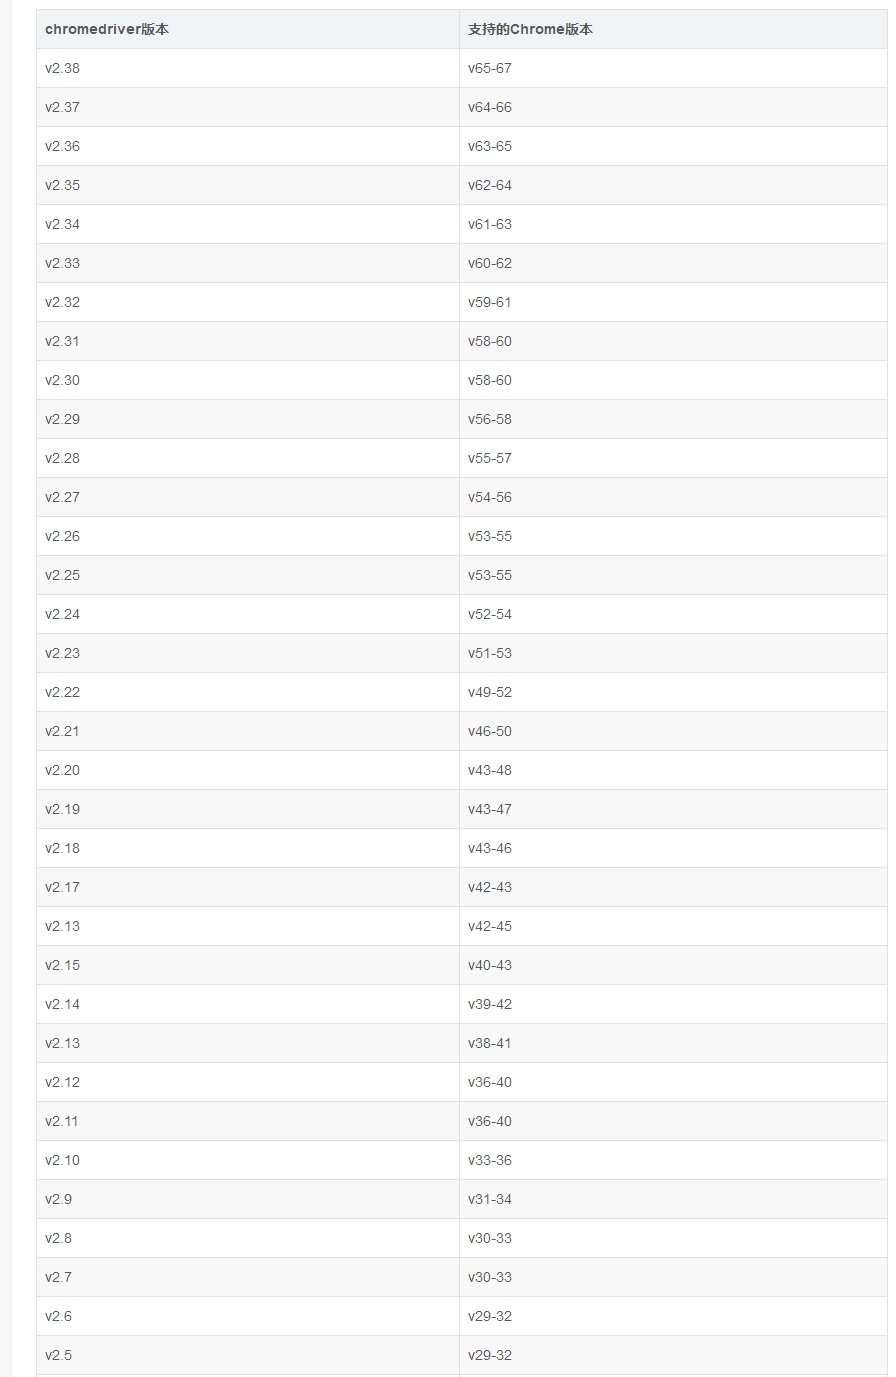 chromedriver版本 支持的Chrome版本
v2.38 v65-67
v2.37 v64-66
v2.36 v63-65
v2.35 v62-64
v2.34 v61-63
v2.33 v60-62
v2.32 v59-61
v2.31 v58-60
v2.30 v58-60
v2.29 v56-58
v2.28 v55-57
v2.27 v54-56
v2.26 v53-55
v2.25 v53-55
v2.24 v52-54
v2.23 v51-53
v2.22 v49-52
v2.21 v46-50
v2.20 v43-48
v2.19 v43-47
v2.18 v43-46
v2.17 v42-43
v2.13 v42-45
v2.15 v40-43
v2.14 v39-42
v2.13 v38-41
v2.12 v36-40
v2.11 v36-40
v2.10 v33-36
v2.9 v31-34
v2.8 v30-33
v2.7 v30-33
v2.6 v29-32
v2.5 v29-32